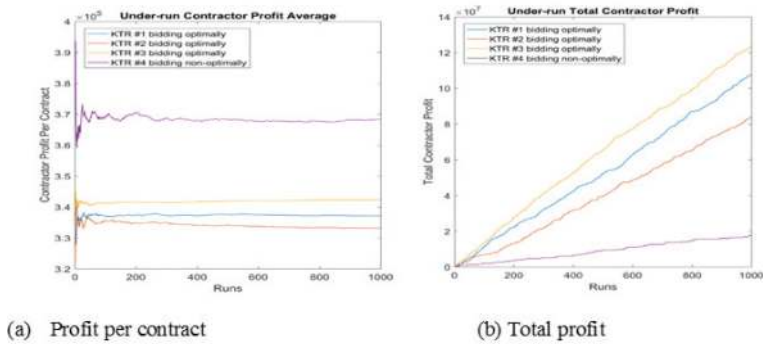 Under-run Contractor Profit Average
×10⁵
4
3.9
3.8
3.7
3.6
3.5
3.4
3.3
3.2
Contractor Profit Per Contract
KTR #1 bidding optimally
KTR #2 bidding optimally
KTR #3 bidding optimally
KTR #4 bidding non-optimally
0 200 400 600 800 1000
Runs
(a) Profit per contract
Under-run Total Contractor Profit
×10⁷
14
12
10
8
6
4
2
0
Total Contractor Profit
KTR #1 bidding optimally
KTR #2 bidding optimally
KTR #3 bidding optimally
KTR #4 bidding non-optimally
0 200 400 600 800 1000
Runs
(b) Total profit